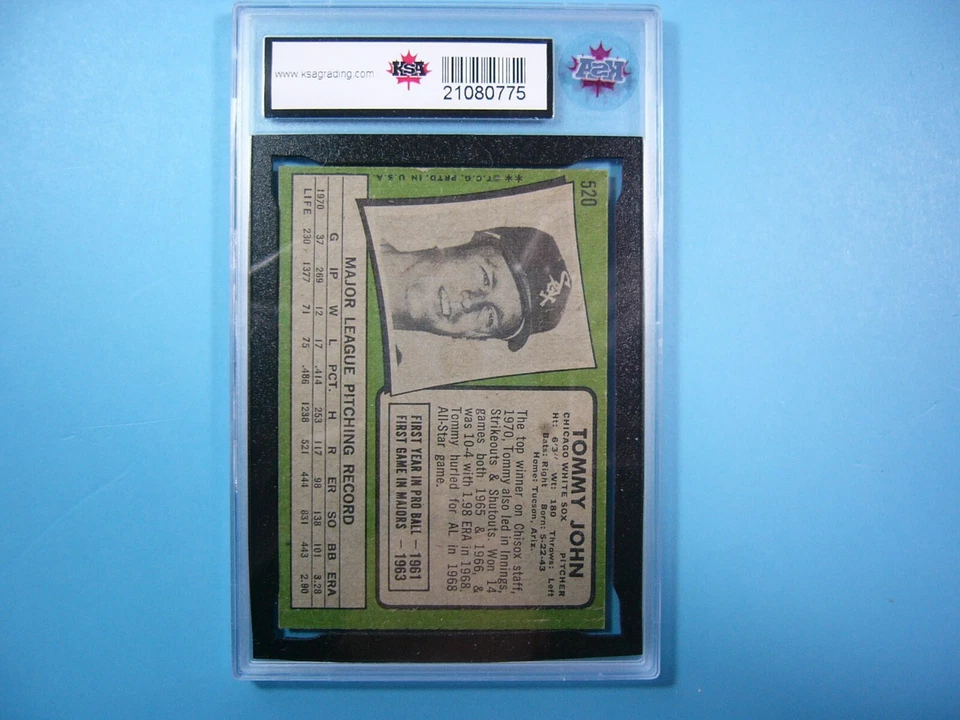 www.ksagrading.com
KSA
21080775
KSA
520
**©T.C.G. PRTD. IN U.S.A.
TOMMY JOHN
CHICAGO WHITE SOX PITCHER
Ht: 6'3" Wt: 180 Throws: Left
Bats: Right Born: 5-22-43
Home: Tucson, Ariz.
The top winner on Chisox staff,
1970, Tommy also led in Innings,
Strikeouts & Shutouts. Won 14
games both 1965 & 1966, &
was 10-4 with 1.98 ERA in 1968.
Tommy hurled for AL in 1968
All-Star game.
FIRST YEAR IN PRO BALL — 1961
FIRST GAME IN MAJORS — 1963
MAJOR LEAGUE PITCHING RECORD
G IP W L PCT. H R ER SO BB ERA
1970 37 269 12 17 .414 253 117 98 138 101 3.28
LIFE 230 1377 71 75 .486 1238 521 444 831 443 2.90
SOX